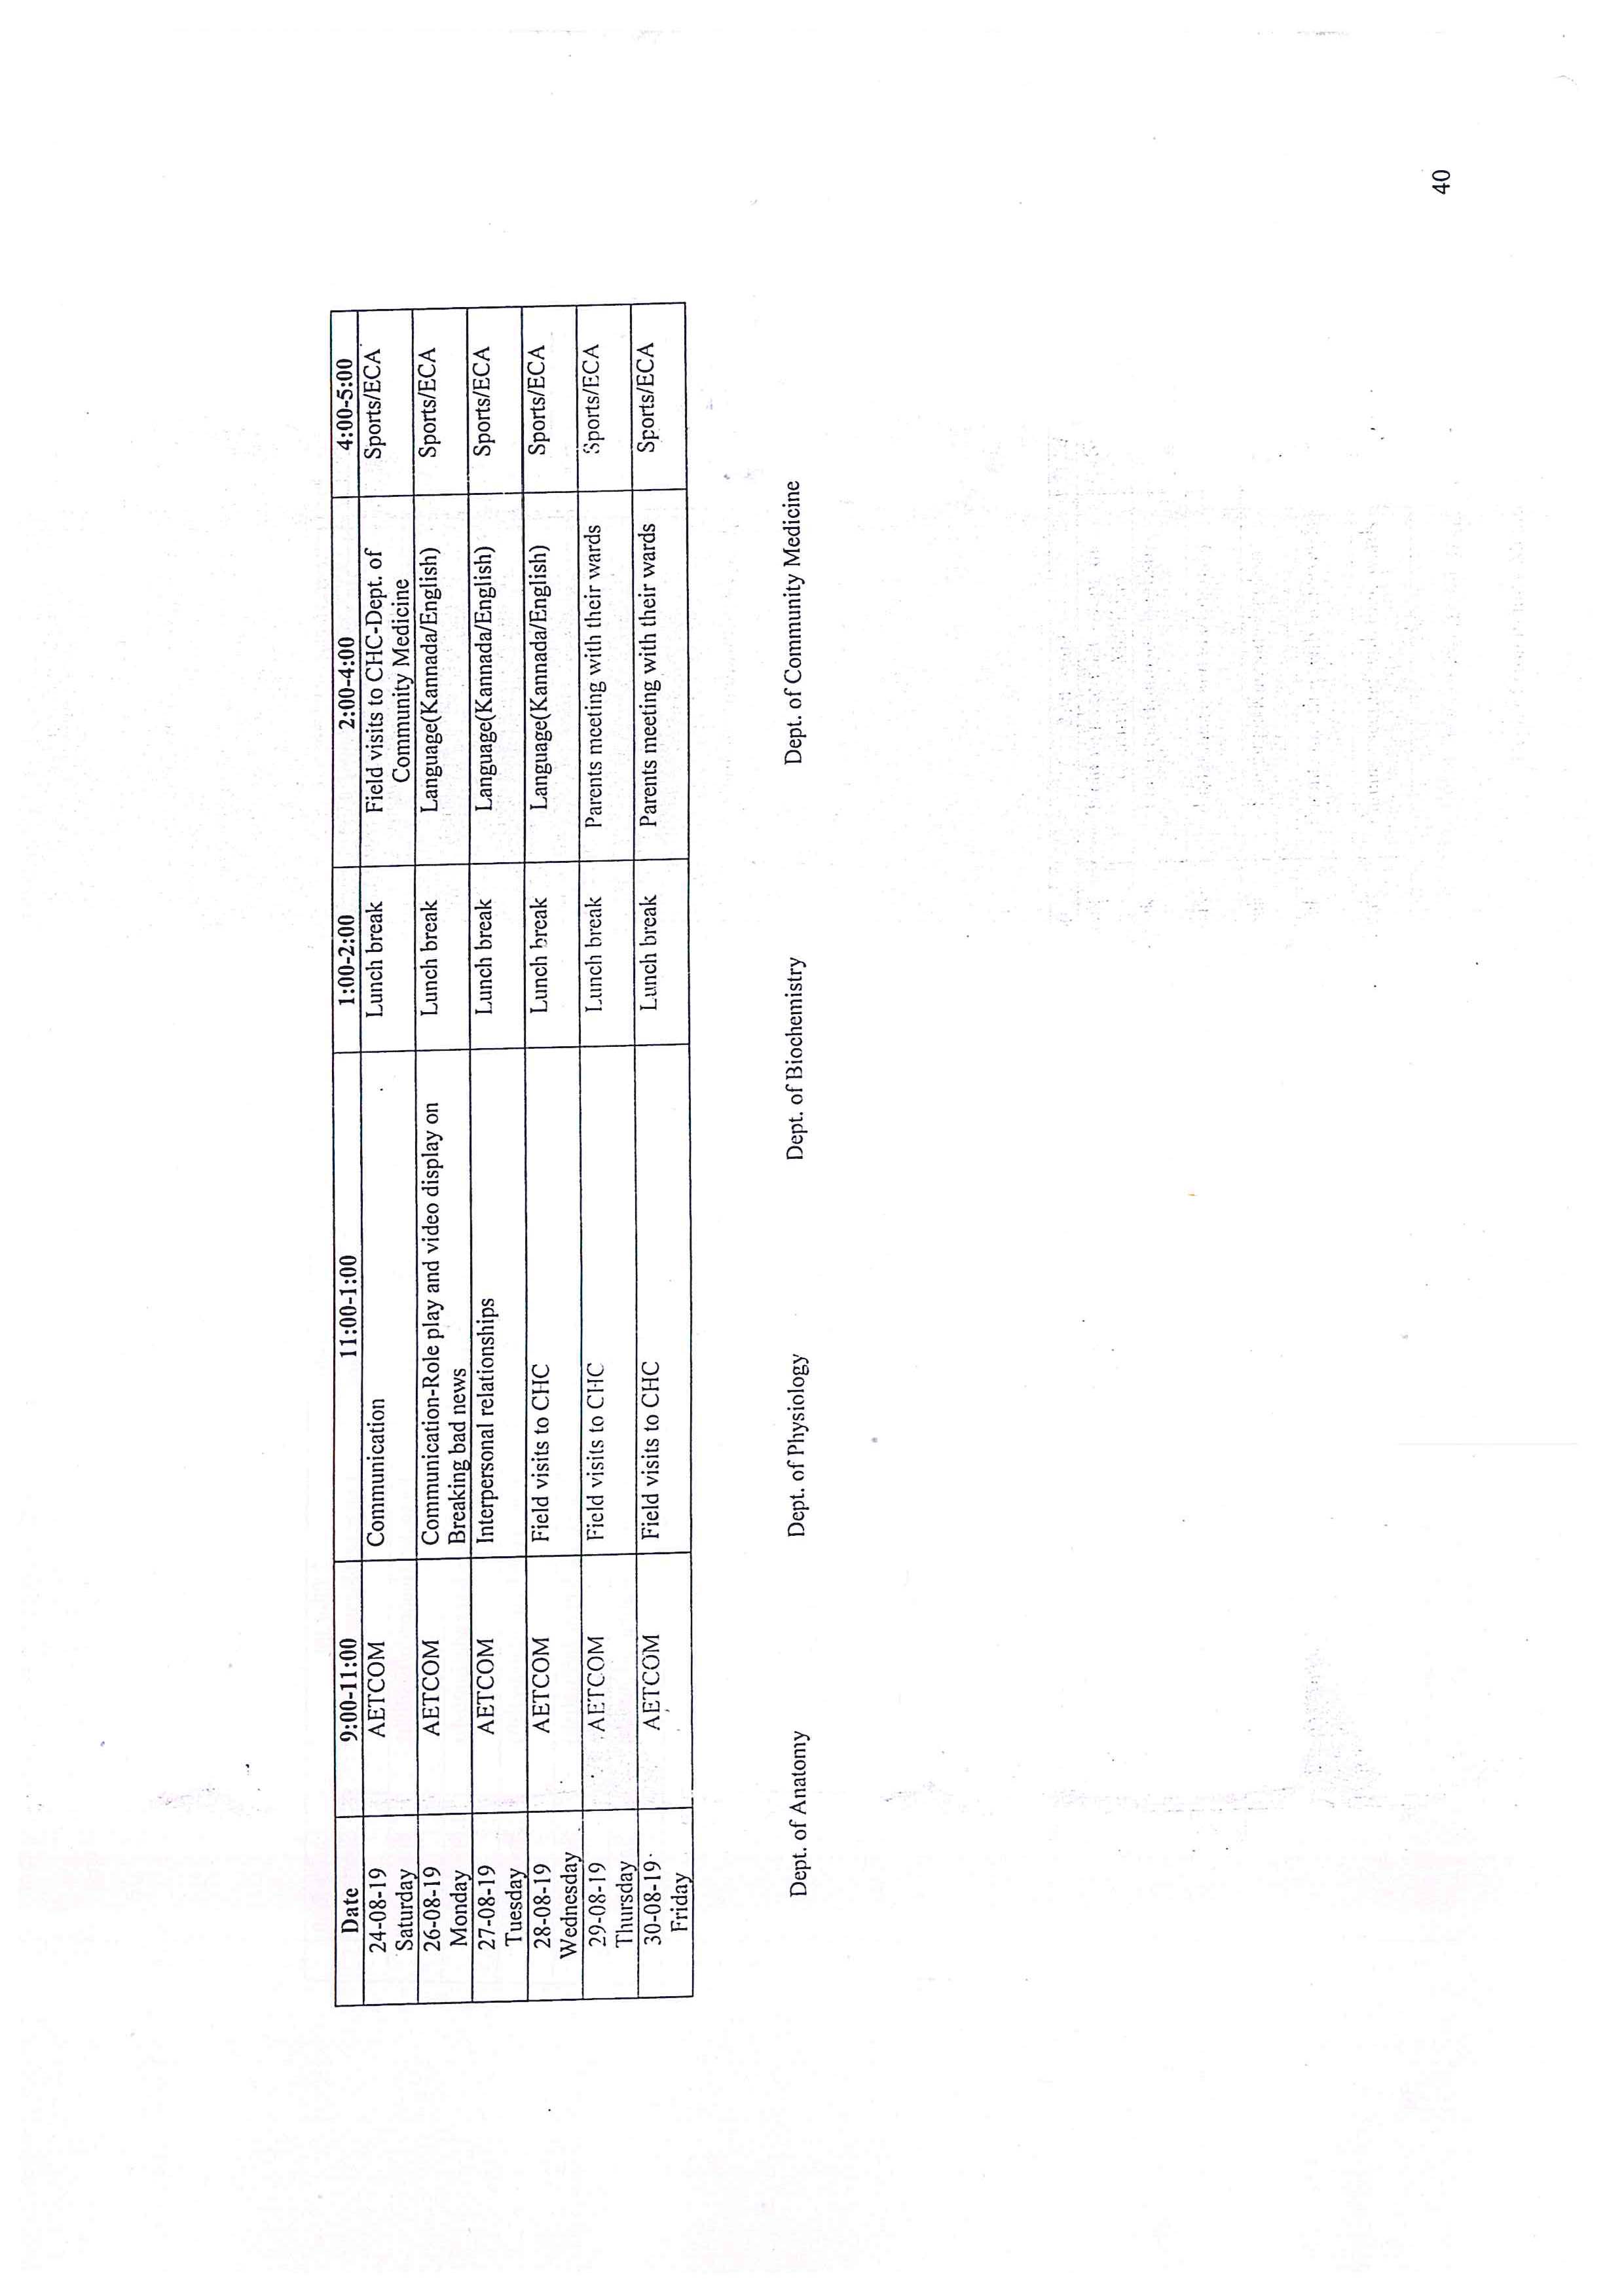 Date 9:00-11:00 11:00-1:00 1:00-2:00 2:00-4:00 4:00-5:00
24-08-19 AETCOM Communication Lunch break Field visits to CHC-Dept. of Sports/ECA
Saturday Community Medicine
26-08-19 AETCOM Communication-Role play and video display on Lunch break Language(Kannada/English) Sports/ECA
Monday Breaking bad news
27-08-19 AETCOM Interpersonal relationships Lunch break Language(Kannada/English) Sports/ECA
Tuesday
28-08-19 AETCOM Field visits to CHC Lunch break Language(Kannada/English) Sports/ECA
Wednesday
29-08-19 AETCOM Field visits to CHC Lunch break Parents meeting with their wards Sports/ECA
Thursday
30-08-19 AETCOM Field visits to CHC Lunch break Parents meeting with their wards Sports/ECA
Friday
Dept. of Anatomy Dept. of Physiology Dept. of Biochemistry Dept. of Community Medicine
40